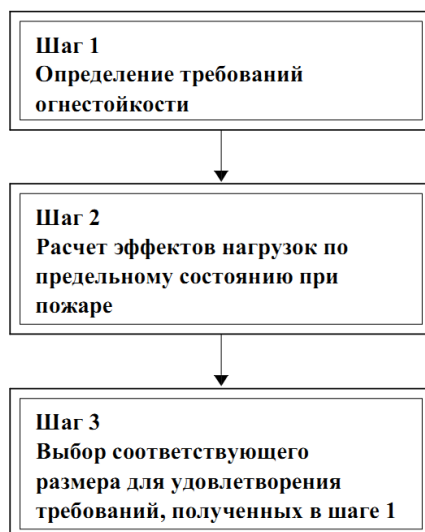 Шаг 1
Определение требований
огнестойкости
Шаг 2
Расчет эффектов нагрузок по
предельному состоянию при
пожаре
Шаг 3
Выбор соответствующего
размера для удовлетворения
требований, полученных в шаге 1